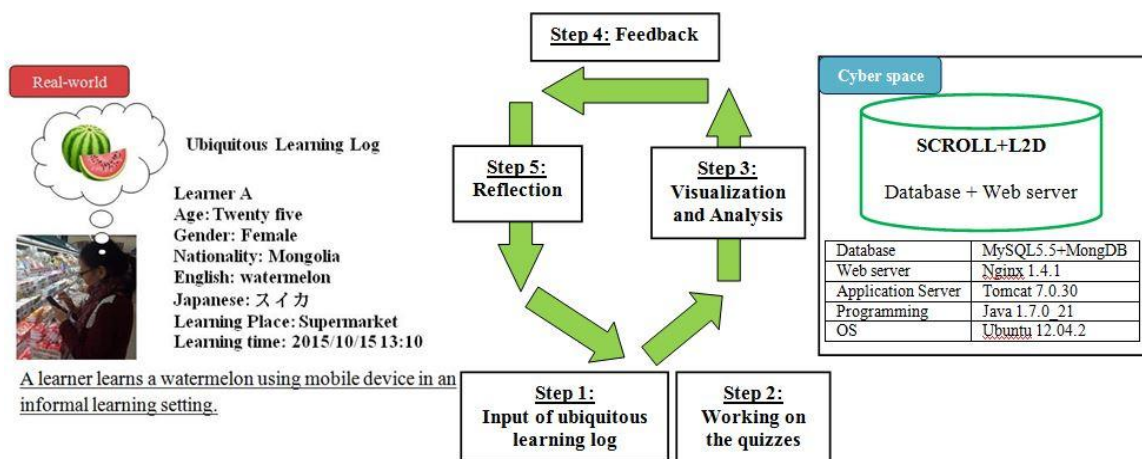 Real-world
Ubiquitous Learning Log
Learner A
Age: Twenty five
Gender: Female
Nationality: Mongolia
English: watermelon
Japanese: スイカ
Learning Place: Supermarket
Learning time: 2015/10/15 13:10
A learner learns a watermelon using mobile device in an
informal learning setting.
Step 4: Feedback
Step 5:
Reflection
Step 3:
Visualization
and Analysis
Step 1:
Input of ubiquitous
learning log
Step 2:
Working on
the quizzes
Cyber space
SCROLL+L2D
Database + Web server
Database MySQL5.5+MongDB
Web server Nginx 1.4.1
Application Server Tomcat 7.0.30
Programming Java 1.7.0_21
OS Ubuntu 12.04.2